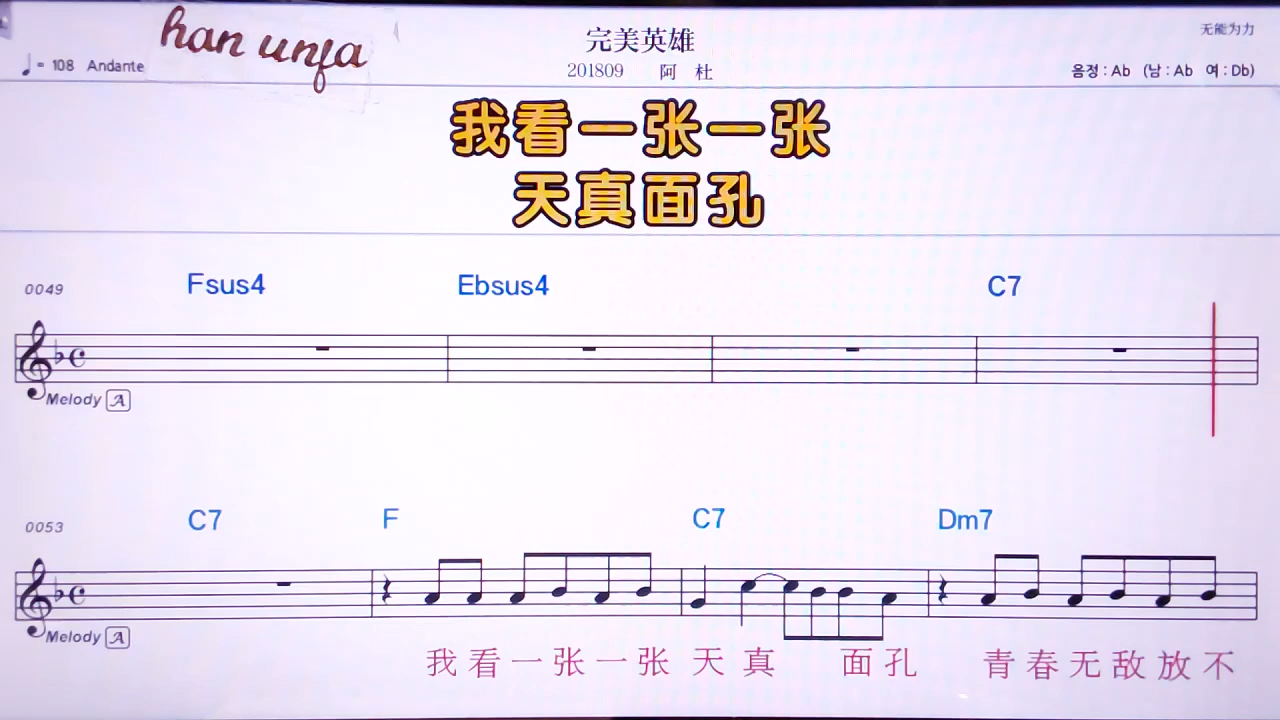 han unfa
完美英雄
无能为力
♩= 108 Andante
201809 阿 杜
음정 : Ab (남 : Ab 여 : Db)
我看一张一张
天真面孔
0049 Fsus4 Ebsus4 C7
Melody A
0053 C7 F C7 Dm7
Melody A
我 看 一 张 一 张 天 真 面 孔 青 春 无 敌 放 不